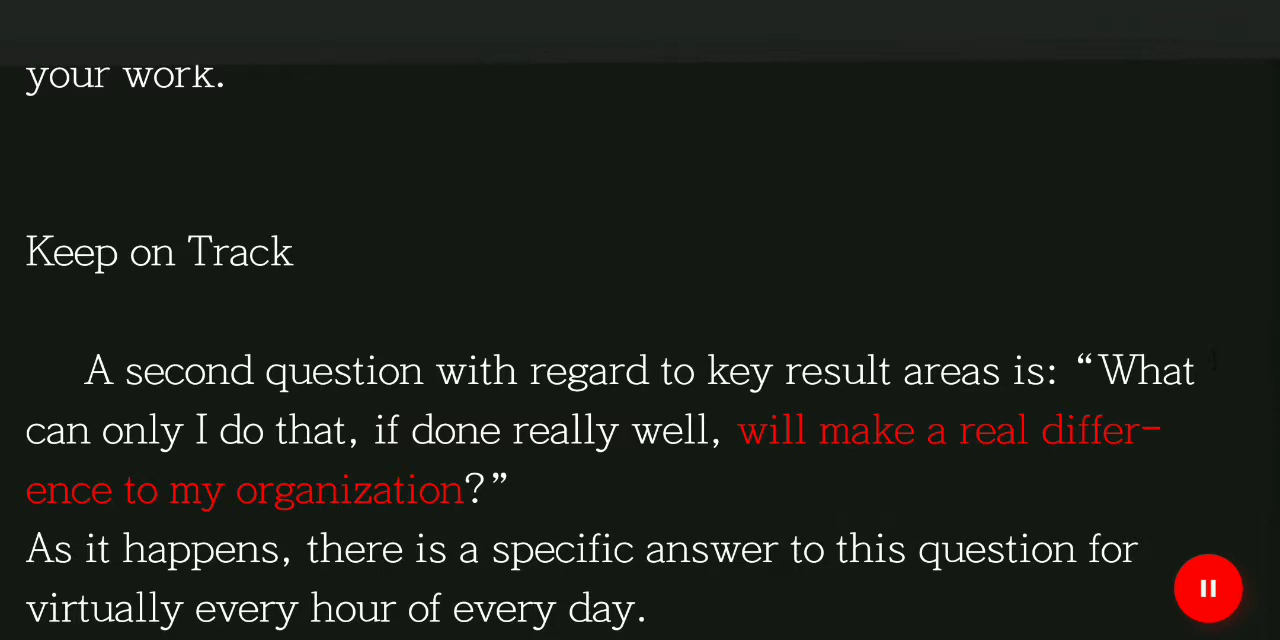 your work.
Keep on Track
A second question with regard to key result areas is: “What
can only I do that, if done really well, will make a real differ-
ence to my organization?”
As it happens, there is a specific answer to this question for
virtually every hour of every day.